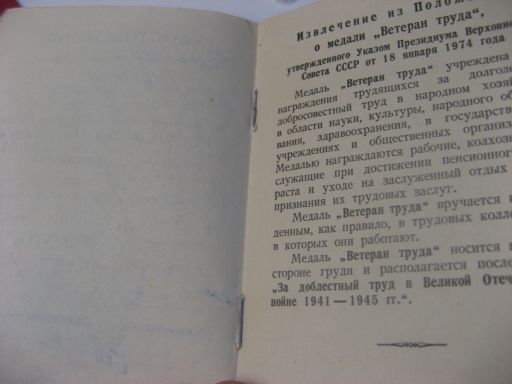 Извлечение из Полож
о медали „Ветеран труда“,
утвержденного Указом Президиума Верховно
Совета СССР от 18 января 1974 года
Медаль „Ветеран труда“ учреждена
награждения трудящихся за долголе
добросовестный труд в народном хозя
в области науки, культуры, народного об
вания, здравоохранения, в государств
учреждениях и общественных организа
Медалью награждаются рабочие, колхоз
служащие при достижении пенсионног
раста и уходе на заслуженный отдых
признания их трудовых заслуг.
Медаль „Ветеран труда“ вручается
денным, как правило, в трудовых колле
в которых они работают.
Медаль „Ветеран труда“ носится
стороне груди и располагается после
„За доблестный труд в Великой Отеч
войне 1941—1945 гг.“.